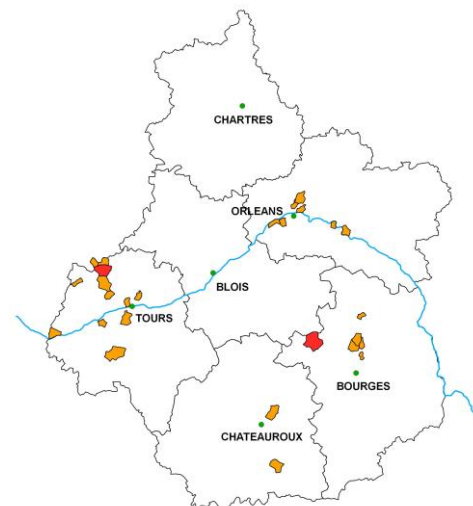 CHARTRES
ORLEANS
BLOIS
TOURS
BOURGES
CHATEAUROUX